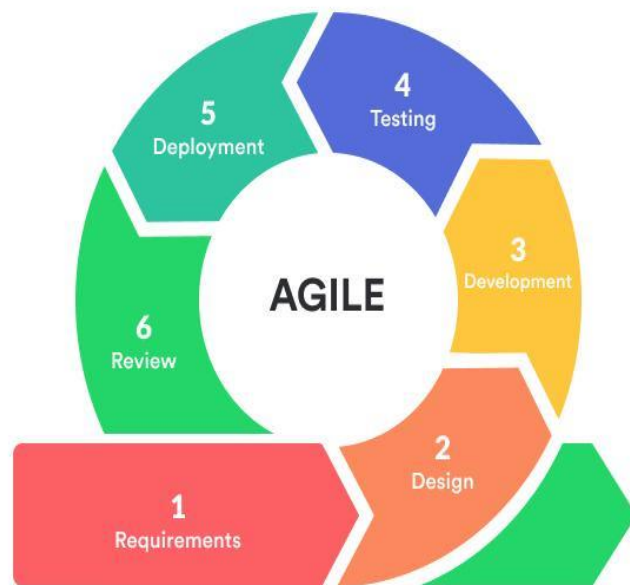 AGILE
1
Requirements
2
Design
3
Development
4
Testing
5
Deployment
6
Review